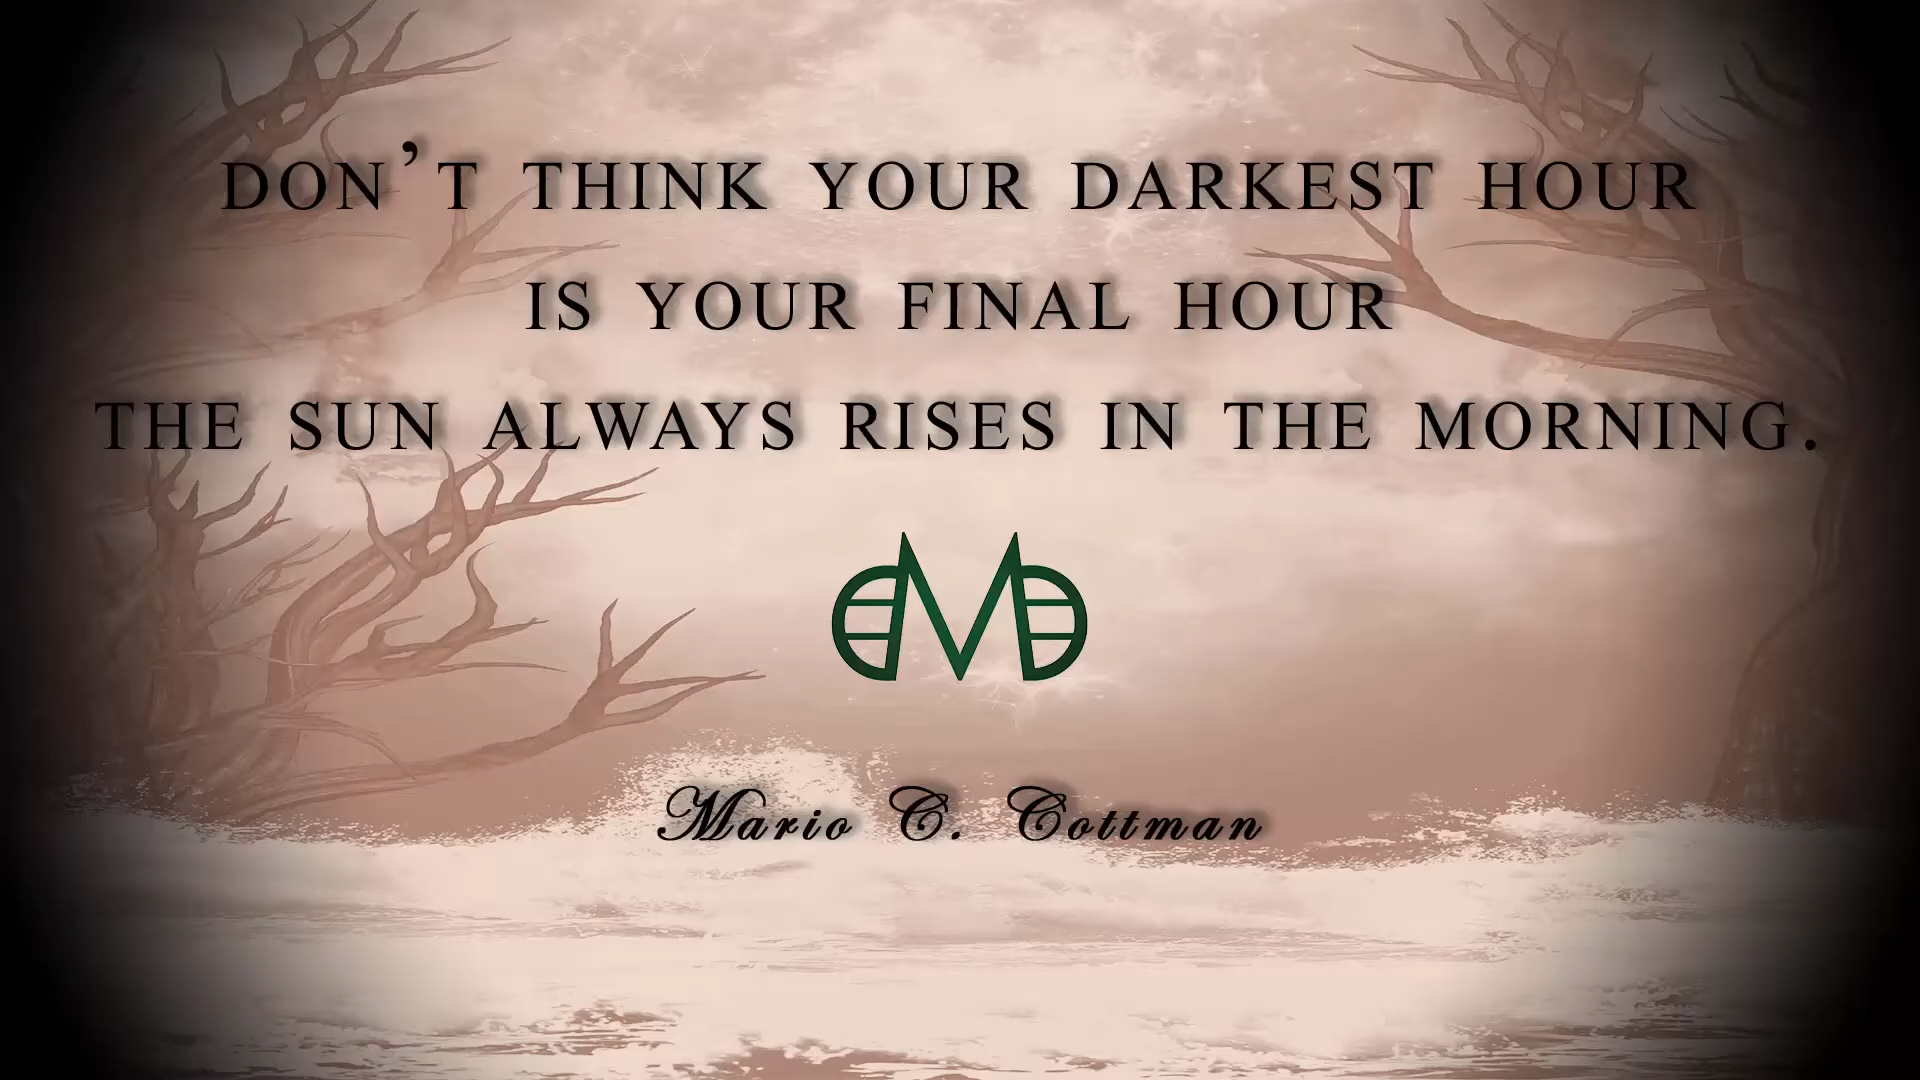 DON'T THINK YOUR DARKEST HOUR
IS YOUR FINAL HOUR
THE SUN ALWAYS RISES IN THE MORNING.
Mario C. Cottman